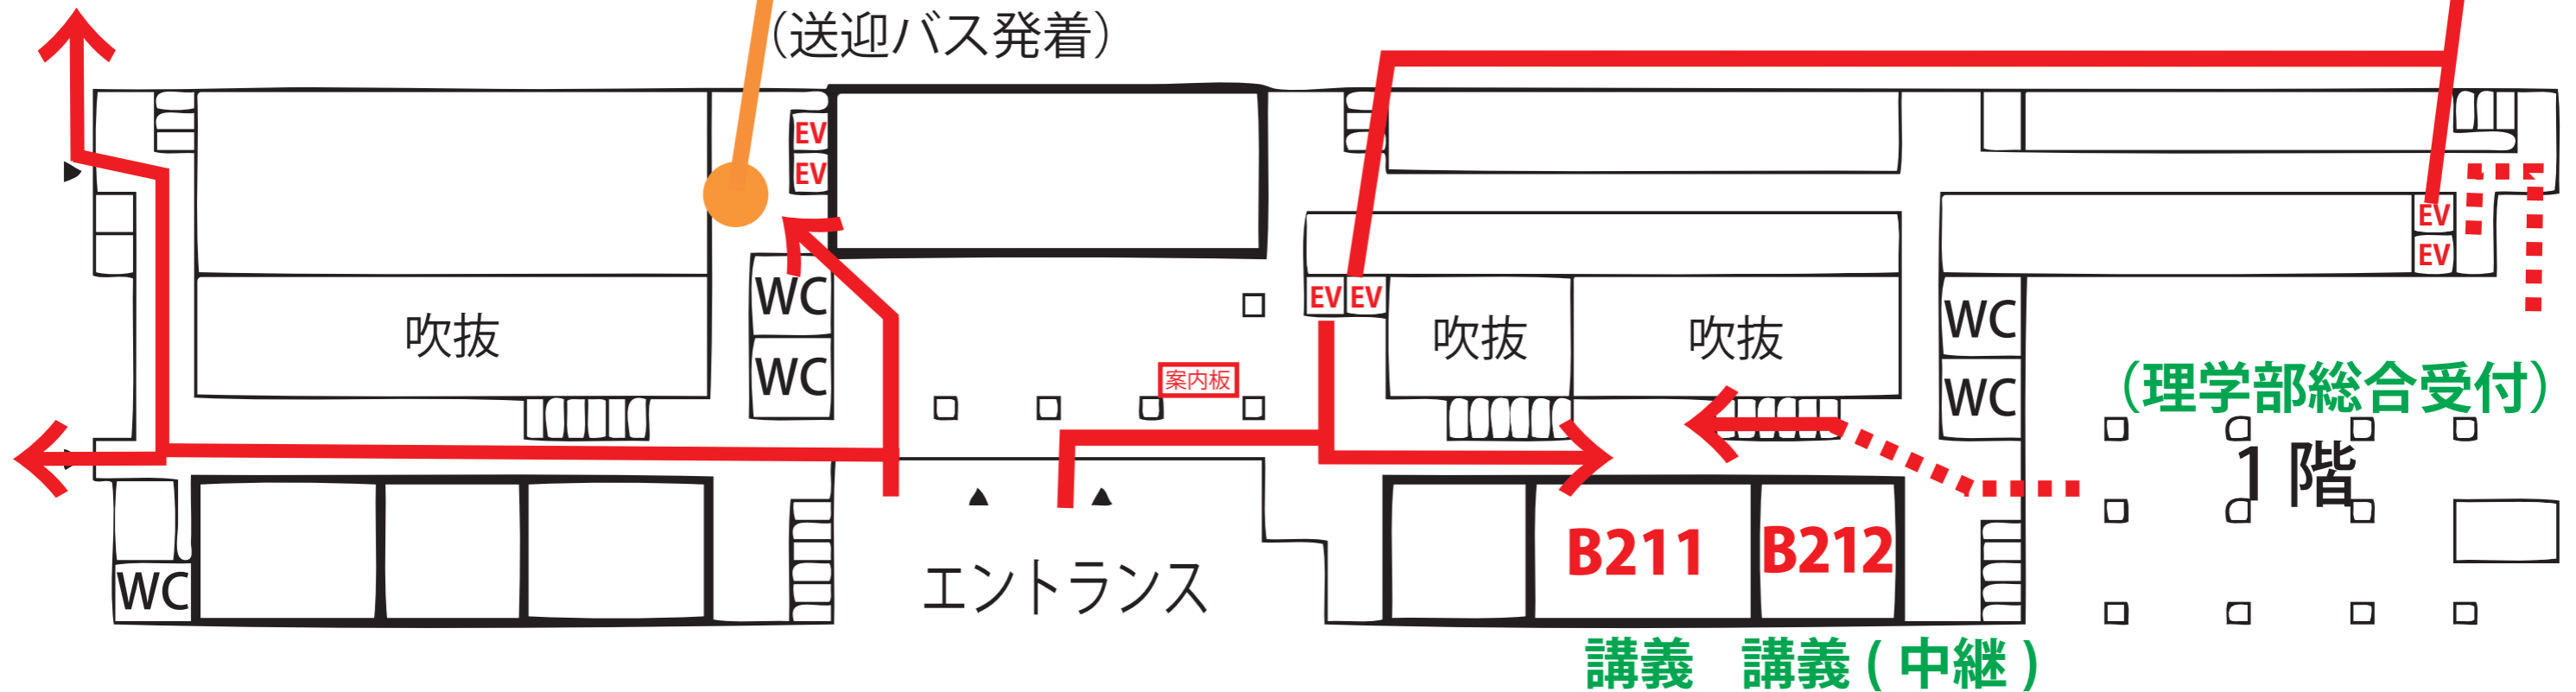 （送迎バス発着）
EV
EV
EV
EV
EV EV
WC
WC
吹抜
吹抜
吹抜
WC
WC
案内板
（理学部総合受付）
1階
B211
B212
エントランス
WC
講義 講義(中継)